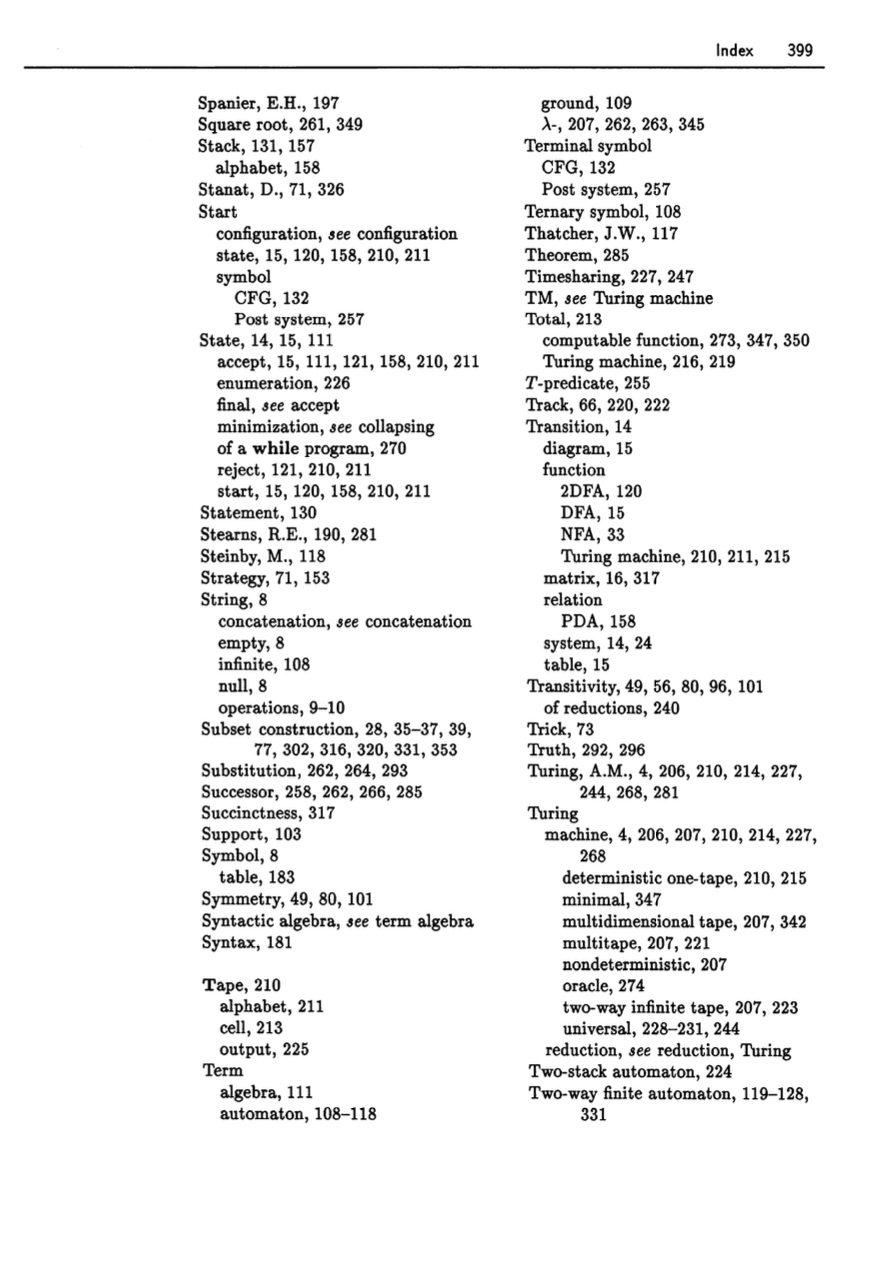 Index 399
Spanier, E.H., 197
Square root, 261, 349
Stack, 131, 157
alphabet, 158
Stanat, D., 71, 326
Start
configuration, see configuration
state, 15, 120, 158, 210, 211
symbol
CFG, 132
Post system, 257
State, 14, 15, 111
accept, 15, 111, 121, 158, 210, 211
enumeration, 226
final, see accept
minimization, see collapsing
of a while program, 270
reject, 121, 210, 211
start, 15, 120, 158, 210, 211
Statement, 130
Stearns, R.E., 190, 281
Steinby, M., 118
Strategy, 71, 153
String, 8
concatenation, see concatenation
empty, 8
infinite, 108
null, 8
operations, 9–10
Subset construction, 28, 35–37, 39,
77, 302, 316, 320, 331, 353
Substitution, 262, 264, 293
Successor, 258, 262, 266, 285
Succinctness, 317
Support, 103
Symbol, 8
table, 183
Symmetry, 49, 80, 101
Syntactic algebra, see term algebra
Syntax, 181
Tape, 210
alphabet, 211
cell, 213
output, 225
Term
algebra, 111
automaton, 108–118
ground, 109
λ-, 207, 262, 263, 345
Terminal symbol
CFG, 132
Post system, 257
Ternary symbol, 108
Thatcher, J.W., 117
Theorem, 285
Timesharing, 227, 247
TM, see Turing machine
Total, 213
computable function, 273, 347, 350
Turing machine, 216, 219
T-predicate, 255
Track, 66, 220, 222
Transition, 14
diagram, 15
function
2DFA, 120
DFA, 15
NFA, 33
Turing machine, 210, 211, 215
matrix, 16, 317
relation
PDA, 158
system, 14, 24
table, 15
Transitivity, 49, 56, 80, 96, 101
of reductions, 240
Trick, 73
Truth, 292, 296
Turing, A.M., 4, 206, 210, 214, 227,
244, 268, 281
Turing
machine, 4, 206, 207, 210, 214, 227,
268
deterministic one-tape, 210, 215
minimal, 347
multidimensional tape, 207, 342
multitape, 207, 221
nondeterministic, 207
oracle, 274
two-way infinite tape, 207, 223
universal, 228–231, 244
reduction, see reduction, Turing
Two-stack automaton, 224
Two-way finite automaton, 119–128,
331